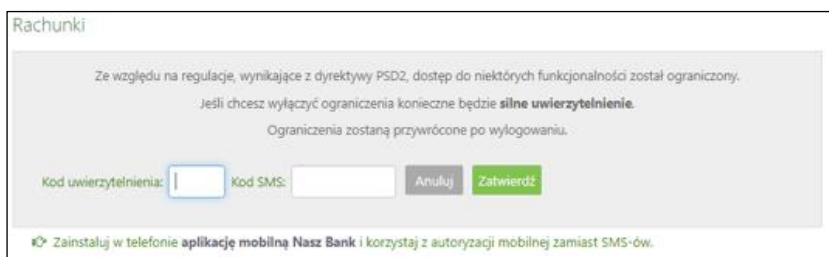 Rachunki
Ze względu na regulacje, wynikające z dyrektywy PSD2, dostęp do niektórych funkcjonalności został ograniczony.
Jeśli chcesz wyłączyć ograniczenia konieczne będzie silne uwierzytelnienie.
Ograniczenia zostaną przywrócone po wylogowaniu.
Kod uwierzytelnienia: Kod SMS: Anuluj Zatwierdź
Zainstaluj w telefonie aplikację mobilną Nasz Bank i korzystaj z autoryzacji mobilnej zamiast SMS-ów.